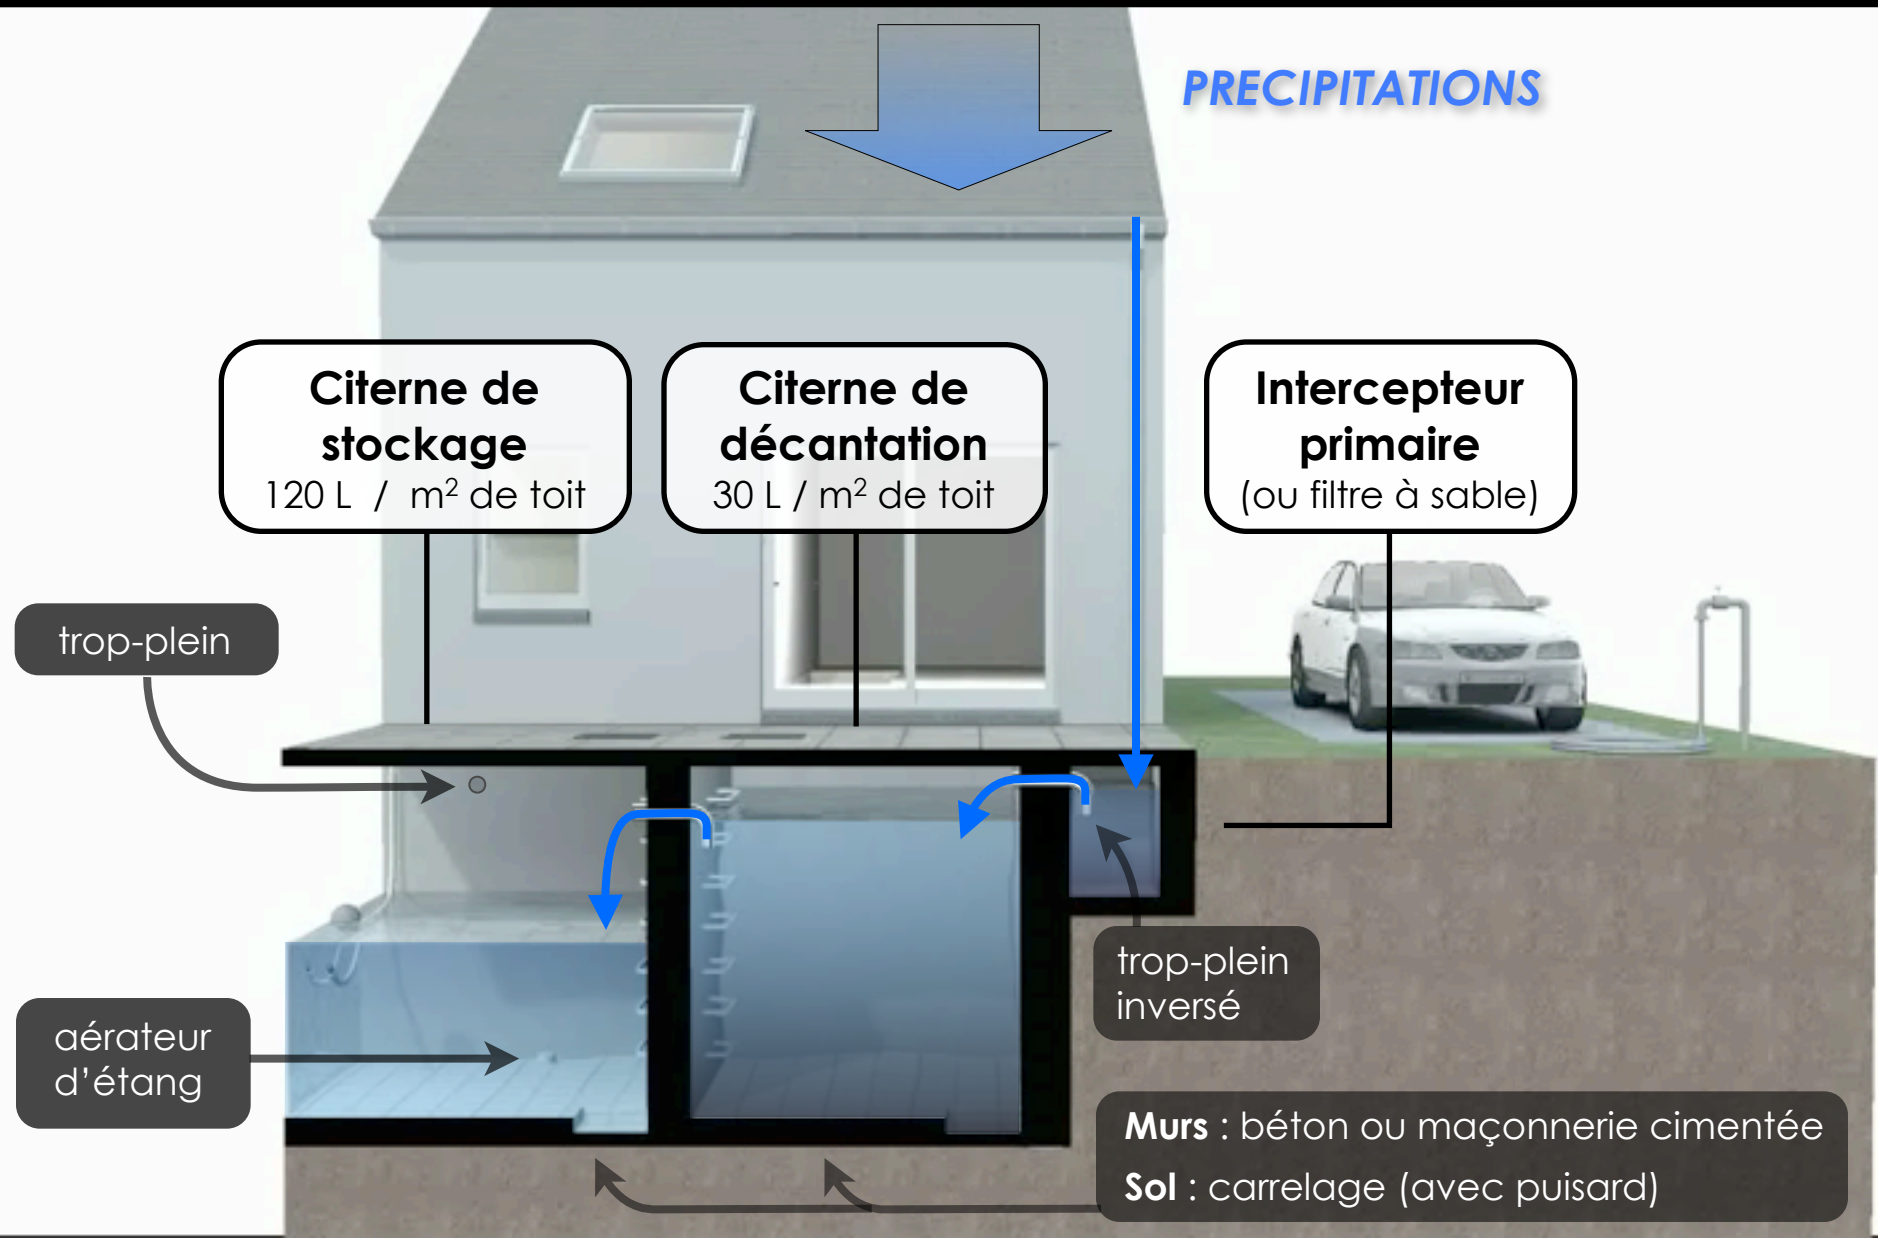 PRECIPITATIONS
Citerne de
stockage
120 L / m² de toit
Citerne de
décantation
30 L / m² de toit
Intercepteur
primaire
(ou filtre à sable)
trop-plein
trop-plein
inversé
aérateur
d'étang
Murs : béton ou maçonnerie cimentée
Sol : carrelage (avec puisard)